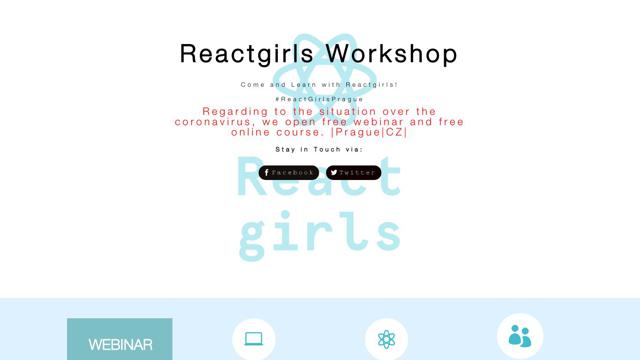 Reactgirls Workshop
Come and Learn with Reactgirls!
#ReactGirlsPrague
Regarding to the situation over the
coronavirus, we open free webinar and free
online course. |Prague|CZ|
Stay in Touch via:
Facebook Twitter
React
girls
WEBINAR